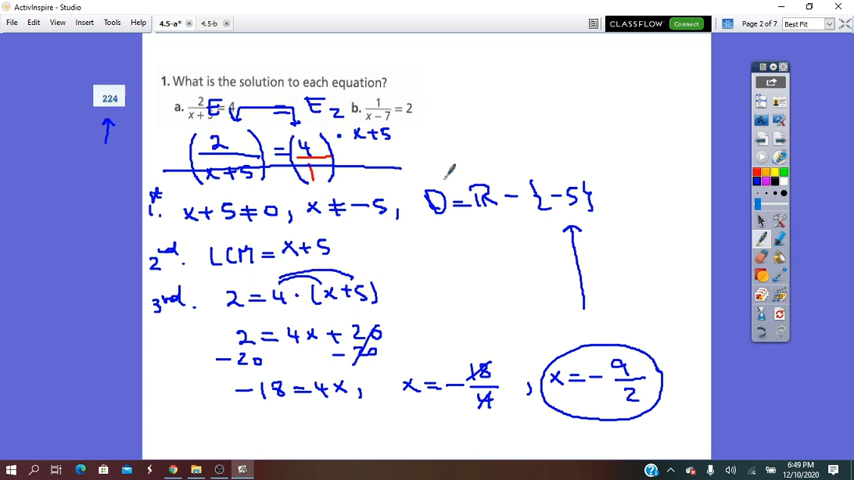 ActivInspire - Studio
File Edit View Insert Tools Help
CLASSFLOW Connect
Page 2 of 7 Best Fit
4.5-a* 4.5-b
224
1. What is the solution to each equation?
a. 2/(x+5) = 4 b. 1/(x-7) = 2
E = E2
(2/(x+5)) = (4/1) • x+5
1st. x+5≠0, x≠-5, D=ℝ-{-5}
2nd. LCM = x+5
3rd. 2 = 4•(x+5)
2 = 4x + 20
-20 -20
-18 = 4x, x = -18/4, x = -9/2
6:49 PM
12/10/2020